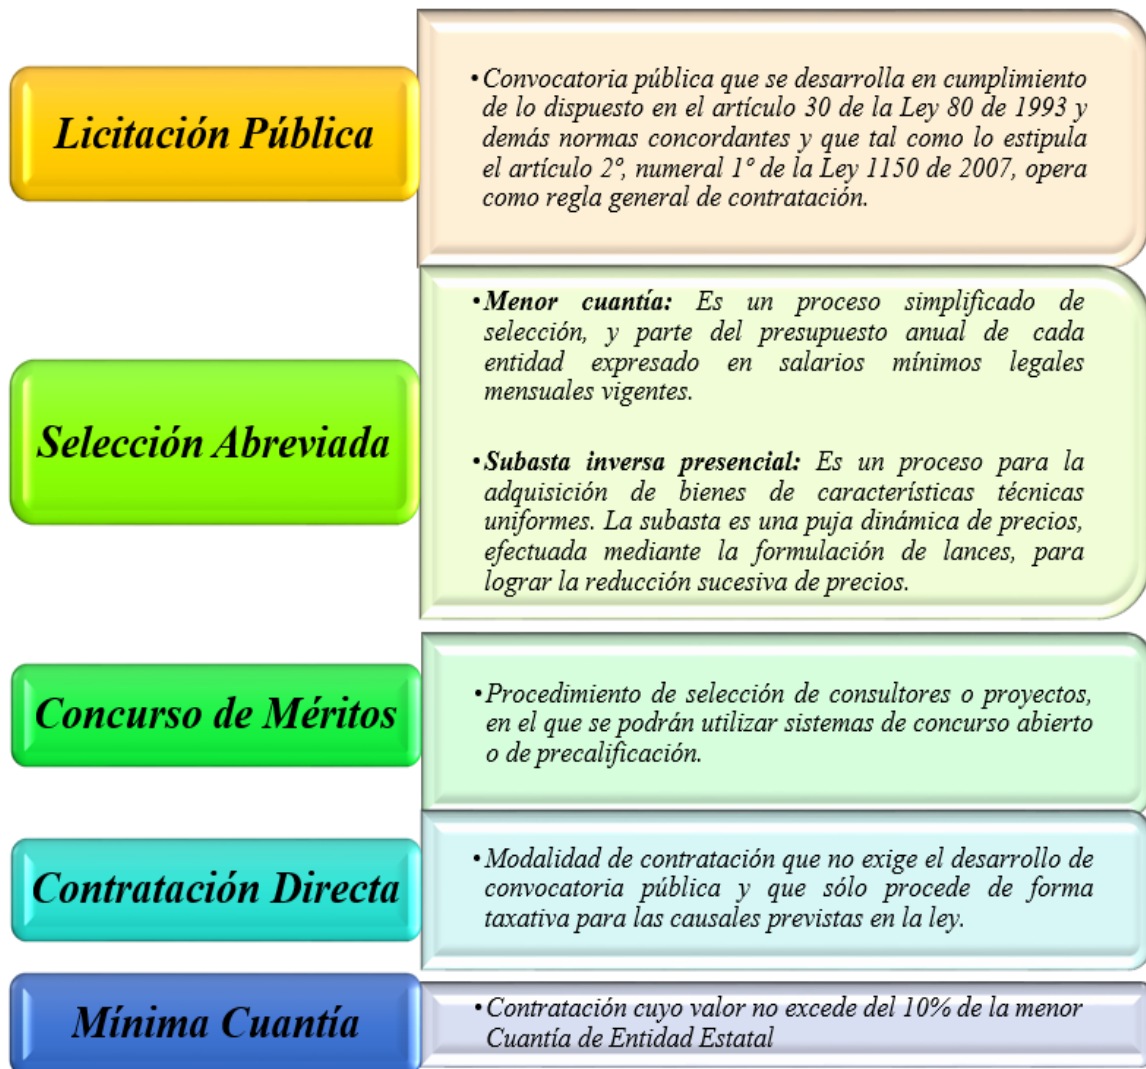 Licitación Pública
•Convocatoria pública que se desarrolla en cumplimiento
de lo dispuesto en el artículo 30 de la Ley 80 de 1993 y
demás normas concordantes y que tal como lo estipula
el artículo 2°, numeral 1° de la Ley 1150 de 2007, opera
como regla general de contratación.
Selección Abreviada
•Menor cuantía: Es un proceso simplificado de
selección, y parte del presupuesto anual de cada
entidad expresado en salarios mínimos legales
mensuales vigentes.
•Subasta inversa presencial: Es un proceso para la
adquisición de bienes de características técnicas
uniformes. La subasta es una puja dinámica de precios,
efectuada mediante la formulación de lances, para
lograr la reducción sucesiva de precios.
Concurso de Méritos
•Procedimiento de selección de consultores o proyectos,
en el que se podrán utilizar sistemas de concurso abierto
o de precalificación.
Contratación Directa
•Modalidad de contratación que no exige el desarrollo de
convocatoria pública y que sólo procede de forma
taxativa para las causales previstas en la ley.
Mínima Cuantía
•Contratación cuyo valor no excede del 10% de la menor
Cuantía de Entidad Estatal